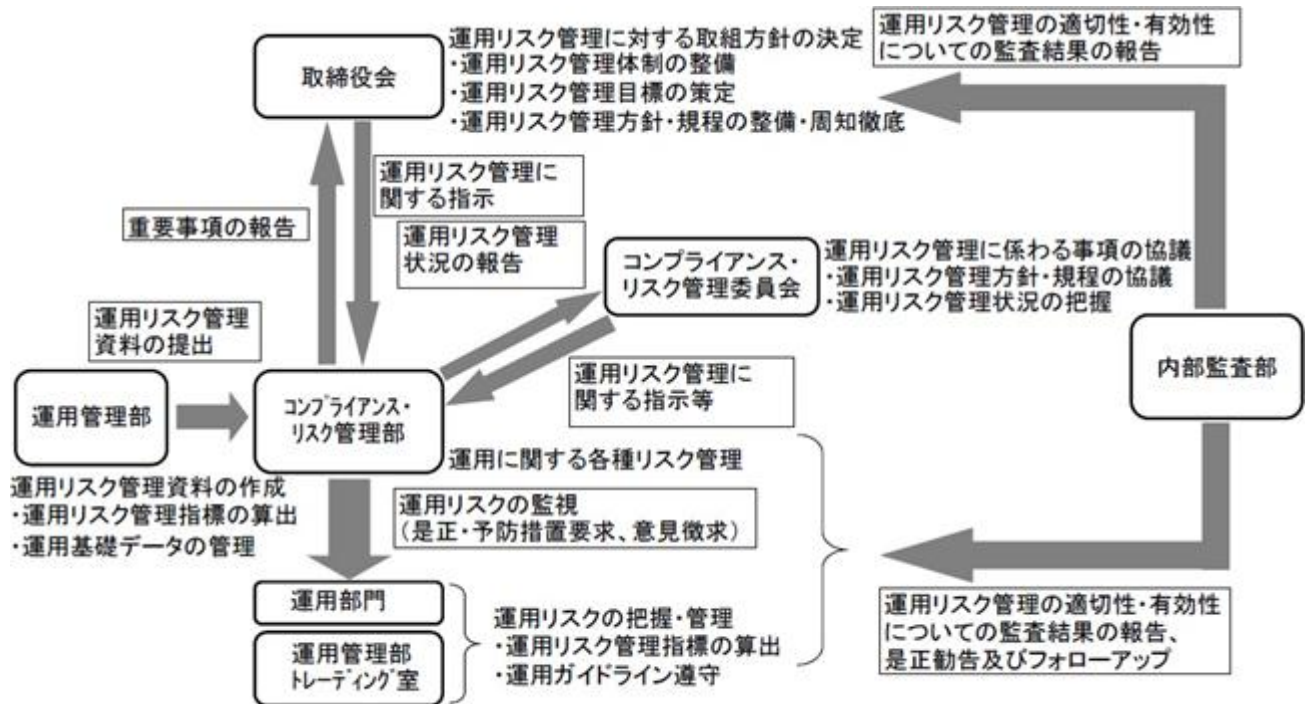 取締役会
運用リスク管理に対する取組方針の決定
・運用リスク管理体制の整備
・運用リスク管理目標の策定
・運用リスク管理方針・規程の整備・周知徹底
運用リスク管理の適切性・有効性
についての監査結果の報告
重要事項の報告
運用リスク管理に
関する指示
運用リスク管理
状況の報告
コンプライアンス・
リスク管理委員会
運用リスク管理に係わる事項の協議
・運用リスク管理方針・規程の協議
・運用リスク管理状況の把握
運用リスク管理
資料の提出
内部監査部
運用管理部
コンプライアンス・
リスク管理部
運用リスク管理に
関する指示等
運用に関する各種リスク管理
運用リスク管理資料の作成
・運用リスク管理指標の算出
・運用基礎データの管理
運用リスクの監視
（是正・予防措置要求、意見徴求）
運用部門
運用管理部
トレーディング室
運用リスクの把握・管理
・運用リスク管理指標の算出
・運用ガイドライン遵守
運用リスク管理の適切性・有効性
についての監査結果の報告、
是正勧告及びフォローアップ